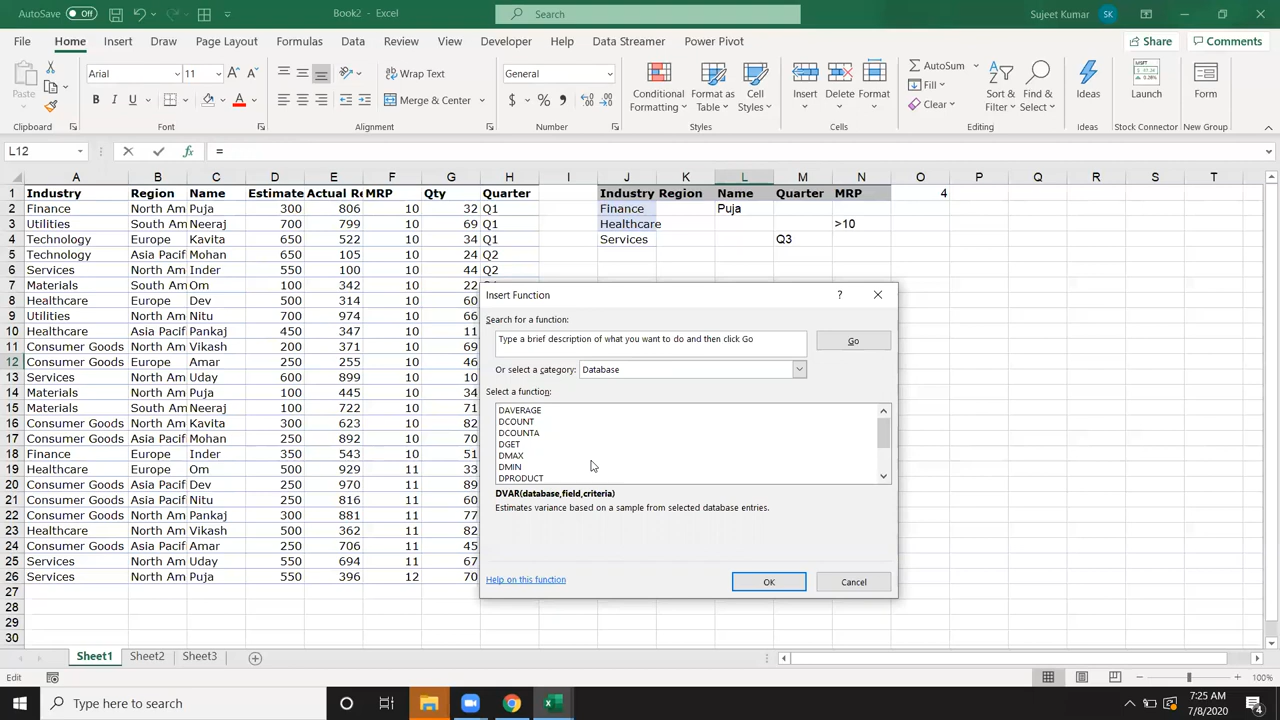 AutoSave Off Book2 - Excel Search Sujeet Kumar SK
File Home Insert Draw Page Layout Formulas Data Review View Developer Help Data Streamer Power Pivot Share Comments
Paste Arial 11 Wrap Text General Conditional Formatting Format as Table Cell Styles Insert Delete Format AutoSum Fill Clear Sort & Filter Find & Select Ideas Launch Form
B I U Merge & Center $ %
Clipboard Font Alignment Number Styles Cells Editing Ideas Stock Connector New Group
L12 fx =
A B C D E F G H I J K L M N O P Q R S T
1 Industry Region Name Estimate Actual Re MRP Qty Quarter Industry Region Name Quarter MRP 4
2 Finance North Am Puja 300 806 10 32 Q1 Finance Puja
3 Utilities South Am Neeraj 700 799 10 69 Q1 Healthcare >10
4 Technology Europe Kavita 650 522 10 34 Q1 Services Q3
5 Technology Asia Pacif Mohan 650 100 10 24 Q2
6 Services North Am Inder 550 100 10 44 Q2
7 Materials South Am Om 100 342 10 22
8 Healthcare Europe Dev 500 314 10 60
9 Utilities North Am Nitu 700 974 10 66
10 Healthcare Asia Pacif Pankaj 450 347 10 11
11 Consumer Goods North Am Vikash 200 371 10 69
12 Consumer Goods Europe Amar 250 255 10 46
13 Services North Am Uday 600 899 10 10
14 Materials North Am Puja 100 445 10 34
15 Materials South Am Neeraj 100 722 10 71
16 Consumer Goods North Am Kavita 300 623 10 82
17 Consumer Goods Asia Pacif Mohan 250 892 10 70
18 Finance Europe Inder 350 543 10 51
19 Healthcare Europe Om 500 929 11 33
20 Consumer Goods Asia Pacif Dev 250 821 11 65
21 Consumer Goods Asia Pacif Nitu 250 816 11 60
22 Consumer Goods North Am Pankaj 300 881 11 77
23 Healthcare Europe Vikash 500 362 11 82
24 Consumer Goods Asia Pacif Amar 250 706 11 45
25 Services North Am Uday 550 694 11 67
26 Services North Am Puja 550 396 12 70
27
28
29
30
Insert Function ?
Search for a function:
Type a brief description of what you want to do and then click Go
Go
Or select a category: Database
Select a function:
DAVERAGE
DCOUNT
DCOUNTA
DGET
DMAX
DMIN
DPRODUCT
DVAR(database,field,criteria)
Estimates variance based on a sample from selected database entries.
Help on this function OK Cancel
Sheet1 Sheet2 Sheet3
Edit 100%
Type here to search
7:25 AM
7/8/2020